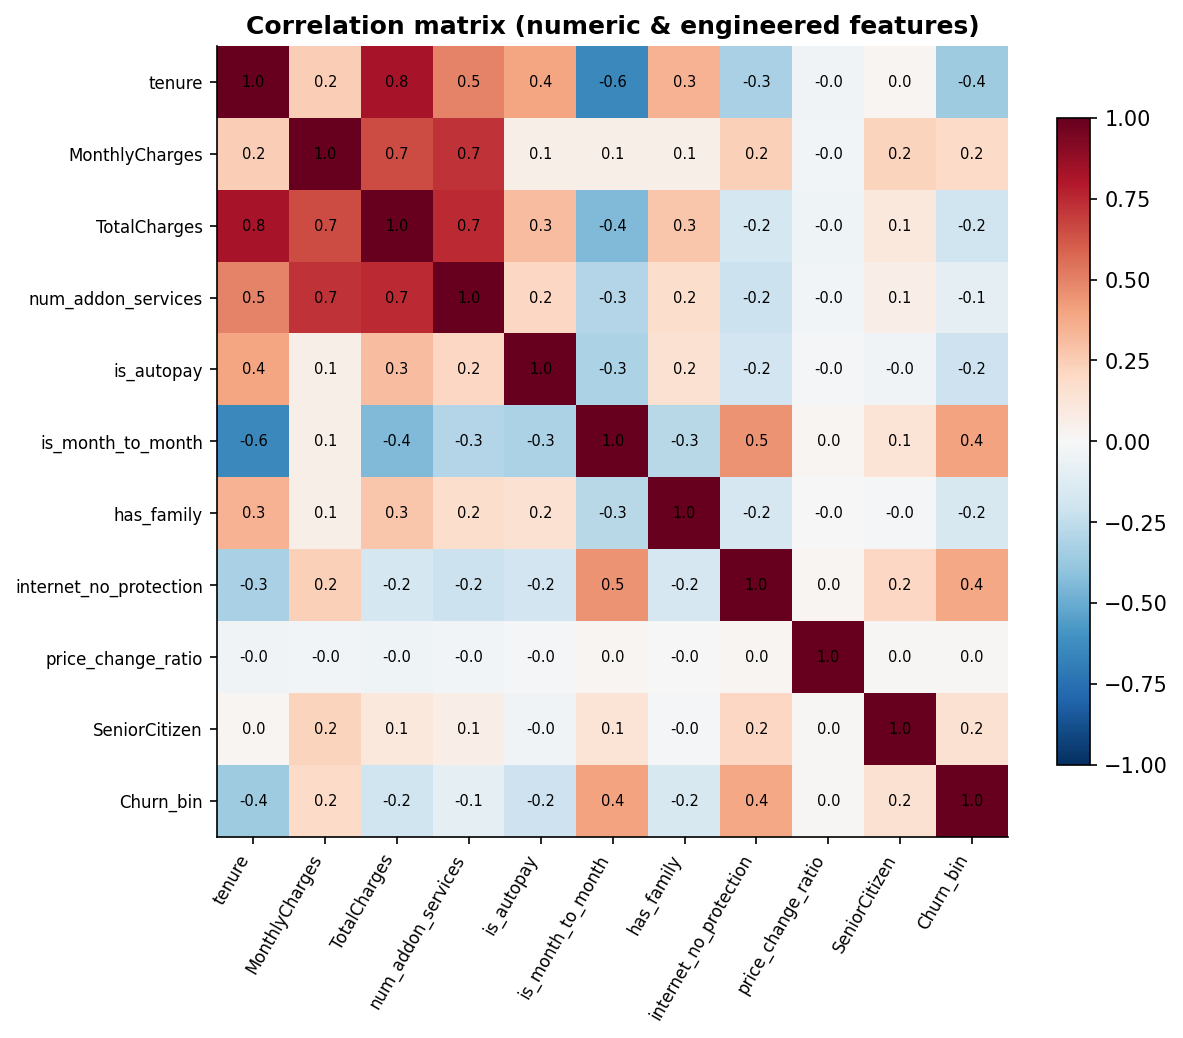 Correlation matrix (numeric & engineered features)
tenure 1.0 0.2 0.8 0.5 0.4 -0.6 0.3 -0.3 -0.0 0.0 -0.4
MonthlyCharges 0.2 1.0 0.7 0.7 0.1 0.1 0.1 0.2 -0.0 0.2 0.2
TotalCharges 0.8 0.7 1.0 0.7 0.3 -0.4 0.3 -0.2 -0.0 0.1 -0.2
num_addon_services 0.5 0.7 0.7 1.0 0.2 -0.3 0.2 -0.2 -0.0 0.1 -0.1
is_autopay 0.4 0.1 0.3 0.2 1.0 -0.3 0.2 -0.2 -0.0 -0.0 -0.2
is_month_to_month -0.6 0.1 -0.4 -0.3 -0.3 1.0 -0.3 0.5 0.0 0.1 0.4
has_family 0.3 0.1 0.3 0.2 0.2 -0.3 1.0 -0.2 -0.0 -0.0 -0.2
internet_no_protection -0.3 0.2 -0.2 -0.2 -0.2 0.5 -0.2 1.0 0.0 0.2 0.4
price_change_ratio -0.0 -0.0 -0.0 -0.0 -0.0 0.0 -0.0 0.0 1.0 0.0 0.0
SeniorCitizen 0.0 0.2 0.1 0.1 -0.0 0.1 -0.0 0.2 0.0 1.0 0.2
Churn_bin -0.4 0.2 -0.2 -0.1 -0.2 0.4 -0.2 0.4 0.0 0.2 1.0
tenure
MonthlyCharges
TotalCharges
num_addon_services
is_autopay
is_month_to_month
has_family
internet_no_protection
price_change_ratio
SeniorCitizen
Churn_bin
1.00
0.75
0.50
0.25
0.00
−0.25
−0.50
−0.75
−1.00